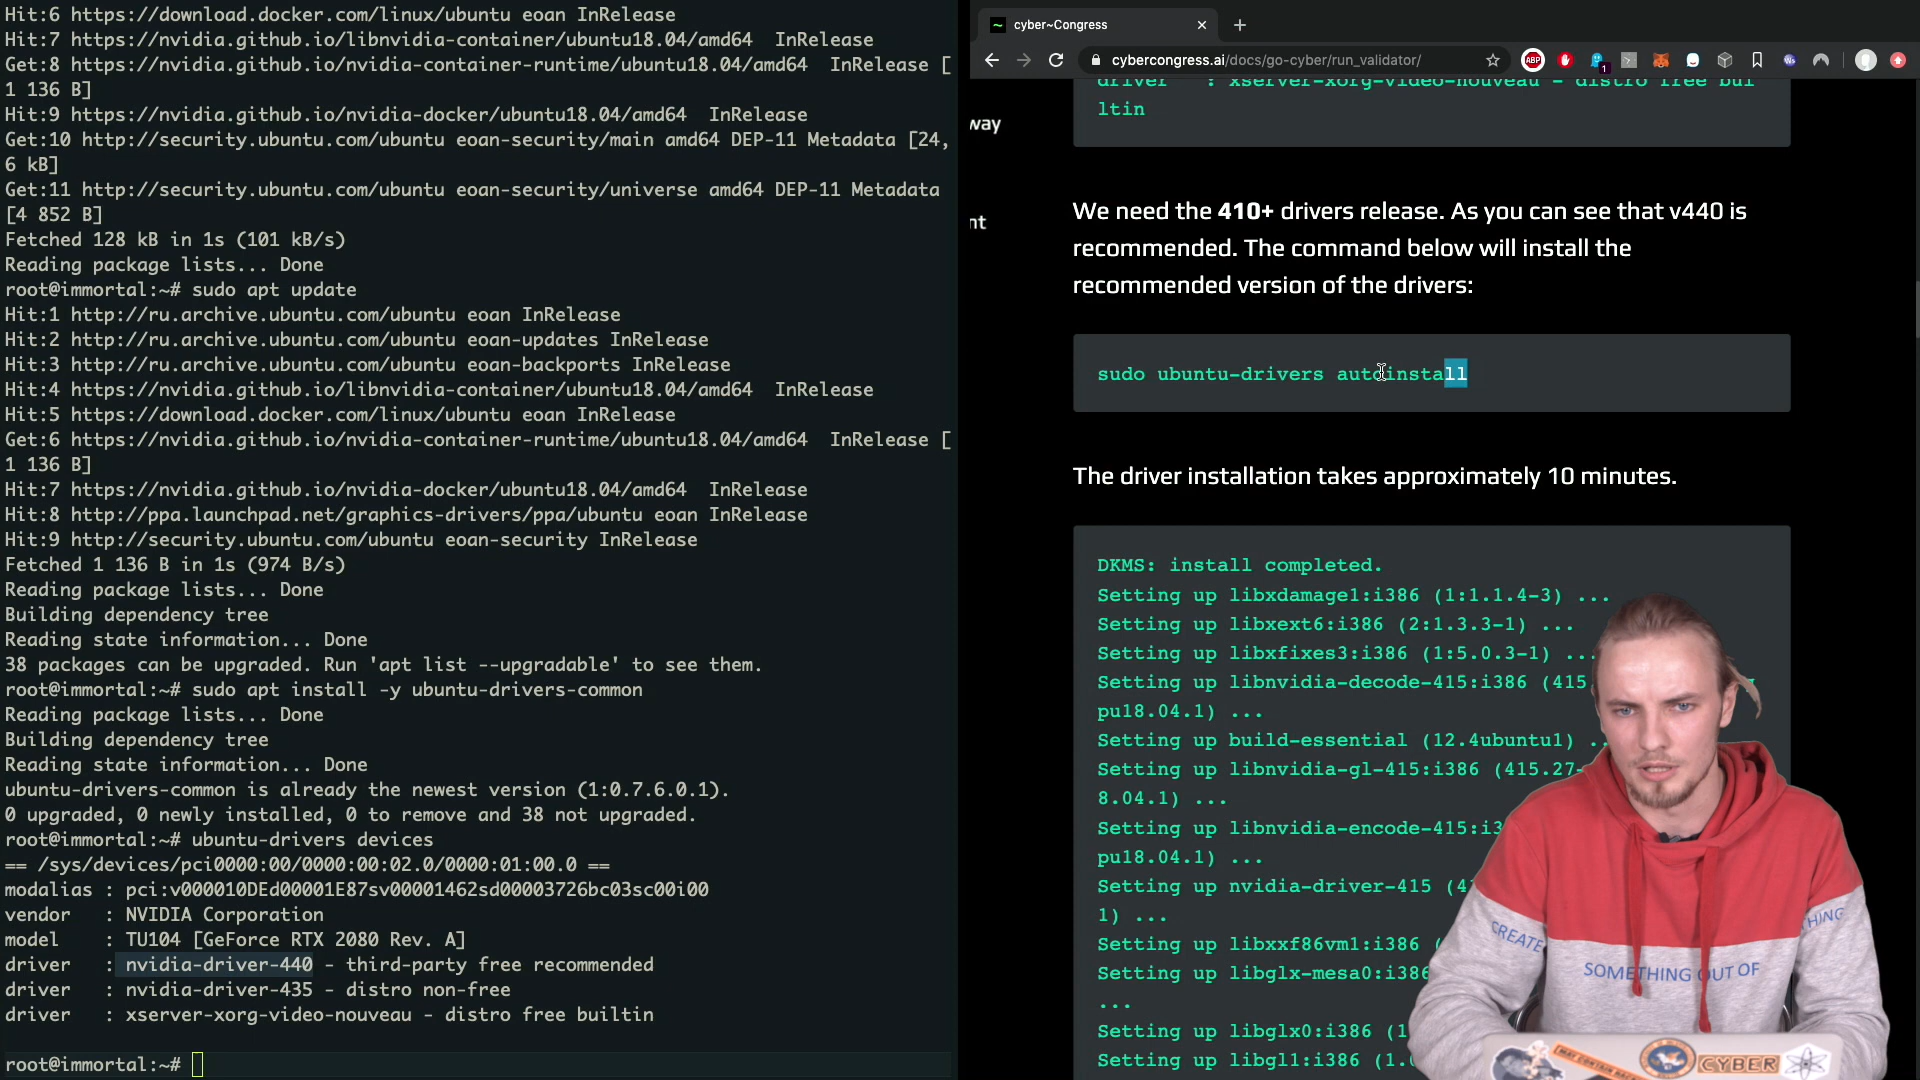 Hit:6 https://download.docker.com/linux/ubuntu eoan InRelease
Hit:7 https://nvidia.github.io/libnvidia-container/ubuntu18.04/amd64  InRelease
Get:8 https://nvidia.github.io/nvidia-container-runtime/ubuntu18.04/amd64  InRelease [
1 136 B]
Hit:9 https://nvidia.github.io/nvidia-docker/ubuntu18.04/amd64  InRelease
Get:10 http://security.ubuntu.com/ubuntu eoan-security/main amd64 DEP-11 Metadata [24,
6 kB]
Get:11 http://security.ubuntu.com/ubuntu eoan-security/universe amd64 DEP-11 Metadata
[4 852 B]
Fetched 128 kB in 1s (101 kB/s)
Reading package lists... Done
root@immortal:~# sudo apt update
Hit:1 http://ru.archive.ubuntu.com/ubuntu eoan InRelease
Hit:2 http://ru.archive.ubuntu.com/ubuntu eoan-updates InRelease
Hit:3 http://ru.archive.ubuntu.com/ubuntu eoan-backports InRelease
Hit:4 https://nvidia.github.io/libnvidia-container/ubuntu18.04/amd64  InRelease
Hit:5 https://download.docker.com/linux/ubuntu eoan InRelease
Get:6 https://nvidia.github.io/nvidia-container-runtime/ubuntu18.04/amd64  InRelease [
1 136 B]
Hit:7 https://nvidia.github.io/nvidia-docker/ubuntu18.04/amd64  InRelease
Hit:8 http://ppa.launchpad.net/graphics-drivers/ppa/ubuntu eoan InRelease
Hit:9 http://security.ubuntu.com/ubuntu eoan-security InRelease
Fetched 1 136 B in 1s (974 B/s)
Reading package lists... Done
Building dependency tree
Reading state information... Done
38 packages can be upgraded. Run 'apt list --upgradable' to see them.
root@immortal:~# sudo apt install -y ubuntu-drivers-common
Reading package lists... Done
Building dependency tree
Reading state information... Done
ubuntu-drivers-common is already the newest version (1:0.7.6.0.1).
0 upgraded, 0 newly installed, 0 to remove and 38 not upgraded.
root@immortal:~# ubuntu-drivers devices
== /sys/devices/pci0000:00/0000:00:02.0/0000:01:00.0 ==
modalias : pci:v000010DEd00001E87sv00001462sd00003726bc03sc00i00
vendor   : NVIDIA Corporation
model    : TU104 [GeForce RTX 2080 Rev. A]
driver   : nvidia-driver-440 - third-party free recommended
driver   : nvidia-driver-435 - distro non-free
driver   : xserver-xorg-video-nouveau - distro free builtin
root@immortal:~#
cyber~Congress
cybercongress.ai/docs/go-cyber/run_validator/
ABP
1
driver   : xserver-xorg-video-nouveau - distro free bui
ltin
way
nt
We need the 410+ drivers release. As you can see that v440 is
recommended. The command below will install the
recommended version of the drivers:
sudo ubuntu-drivers autoinstall
The driver installation takes approximately 10 minutes.
DKMS: install completed.
Setting up libxdamage1:i386 (1:1.1.4-3) ...
Setting up libxext6:i386 (2:1.3.3-1) ...
Setting up libxfixes3:i386 (1:5.0.3-1) ...
Setting up libnvidia-decode-415:i386 (415.
pu18.04.1) ...
Setting up build-essential (12.4ubuntu1) ..
Setting up libnvidia-gl-415:i386 (415.27-
8.04.1) ...
Setting up libnvidia-encode-415:i3
pu18.04.1) ...
Setting up nvidia-driver-415 (4
1) ...
Setting up libxxf86vm1:i386
Setting up libglx-mesa0:i386
...
Setting up libglx0:i386 (1
Setting up libgl1:i386 (1.
CREATE
THING
SOMETHING OUT OF
CYBER